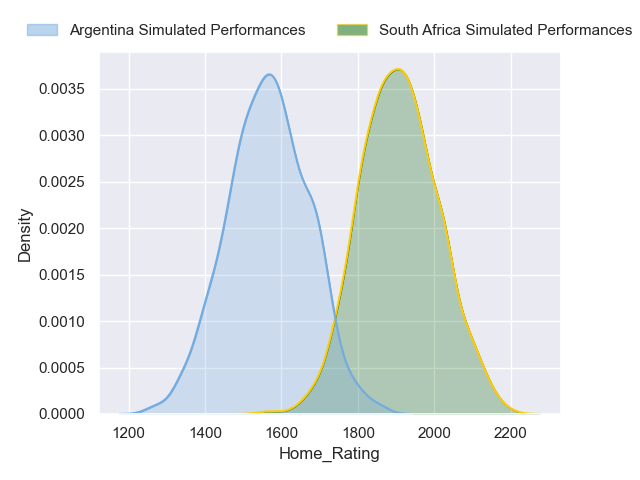 Argentina Simulated Performances
South Africa Simulated Performances
0.0035
0.0030
0.0025
0.0020
0.0015
0.0010
0.0005
0.0000
Density
1200 1400 1600 1800 2000 2200
Home_Rating